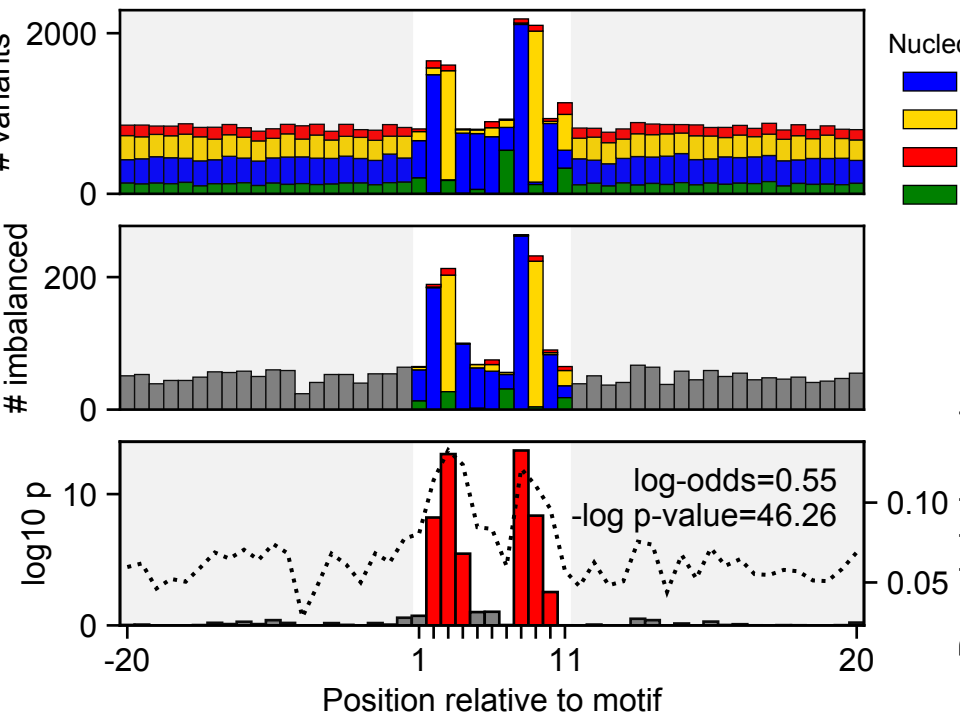 2000
0
# variants
Nucleo
200
0
# imbalanced
10
0
log10 p
log-odds=0.55
-log p-value=46.26
0.10
0.05
-20
1
11
20
Position relative to motif